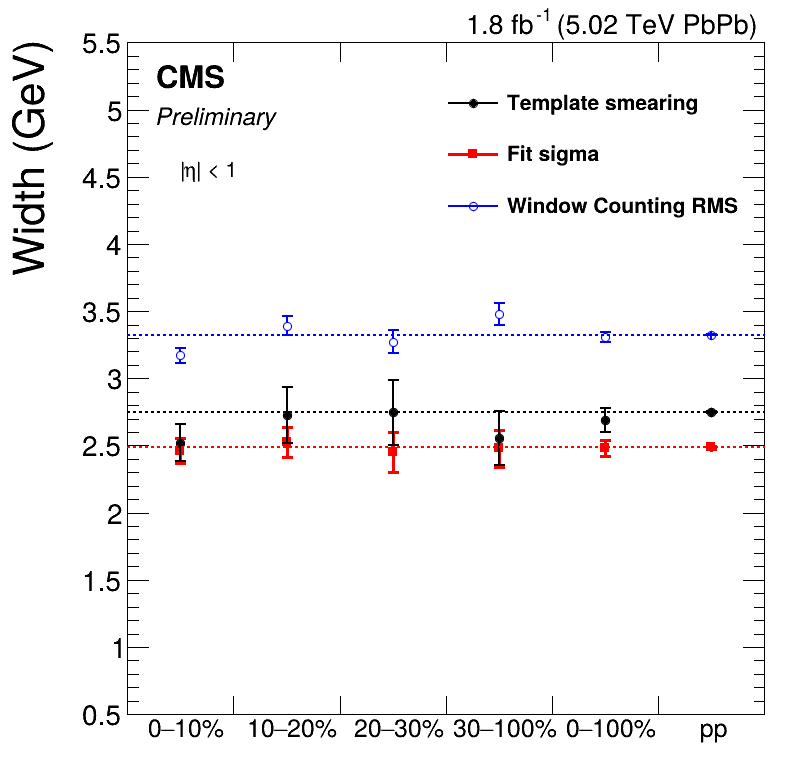 1.8 fb⁻¹ (5.02 TeV PbPb)
CMS
Preliminary
|η| < 1
Template smearing
Fit sigma
Window Counting RMS
Width (GeV)
5.5
5
4.5
4
3.5
3
2.5
2
1.5
1
0.5
0–10% 10–20% 20–30% 30–100% 0–100% pp